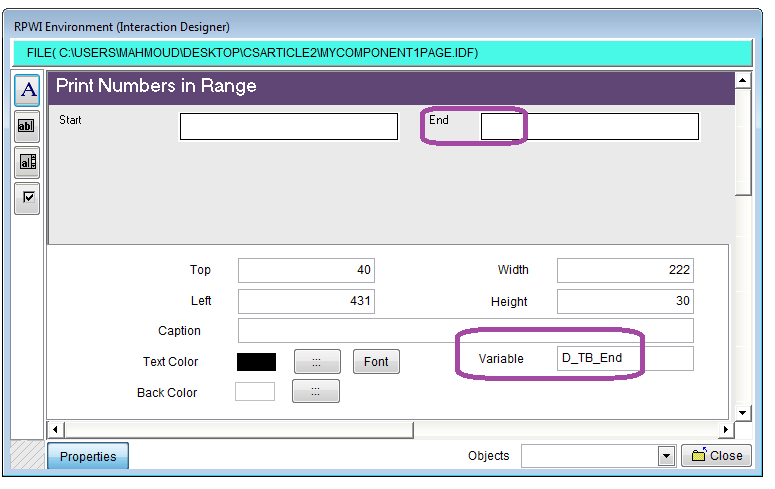 RPWI Environment (Interaction Designer)
FILE( C:\USERS\MAHMOUD\DESKTOP\CSARTICLE2\MYCOMPONENT1PAGE.IDF)
A
Print Numbers in Range
Start End
ab
a
Top 40 Width 222
Left 431 Height 30
Caption
Text Color ::: Font Variable D_TB_End
Back Color :::
Properties Objects Close